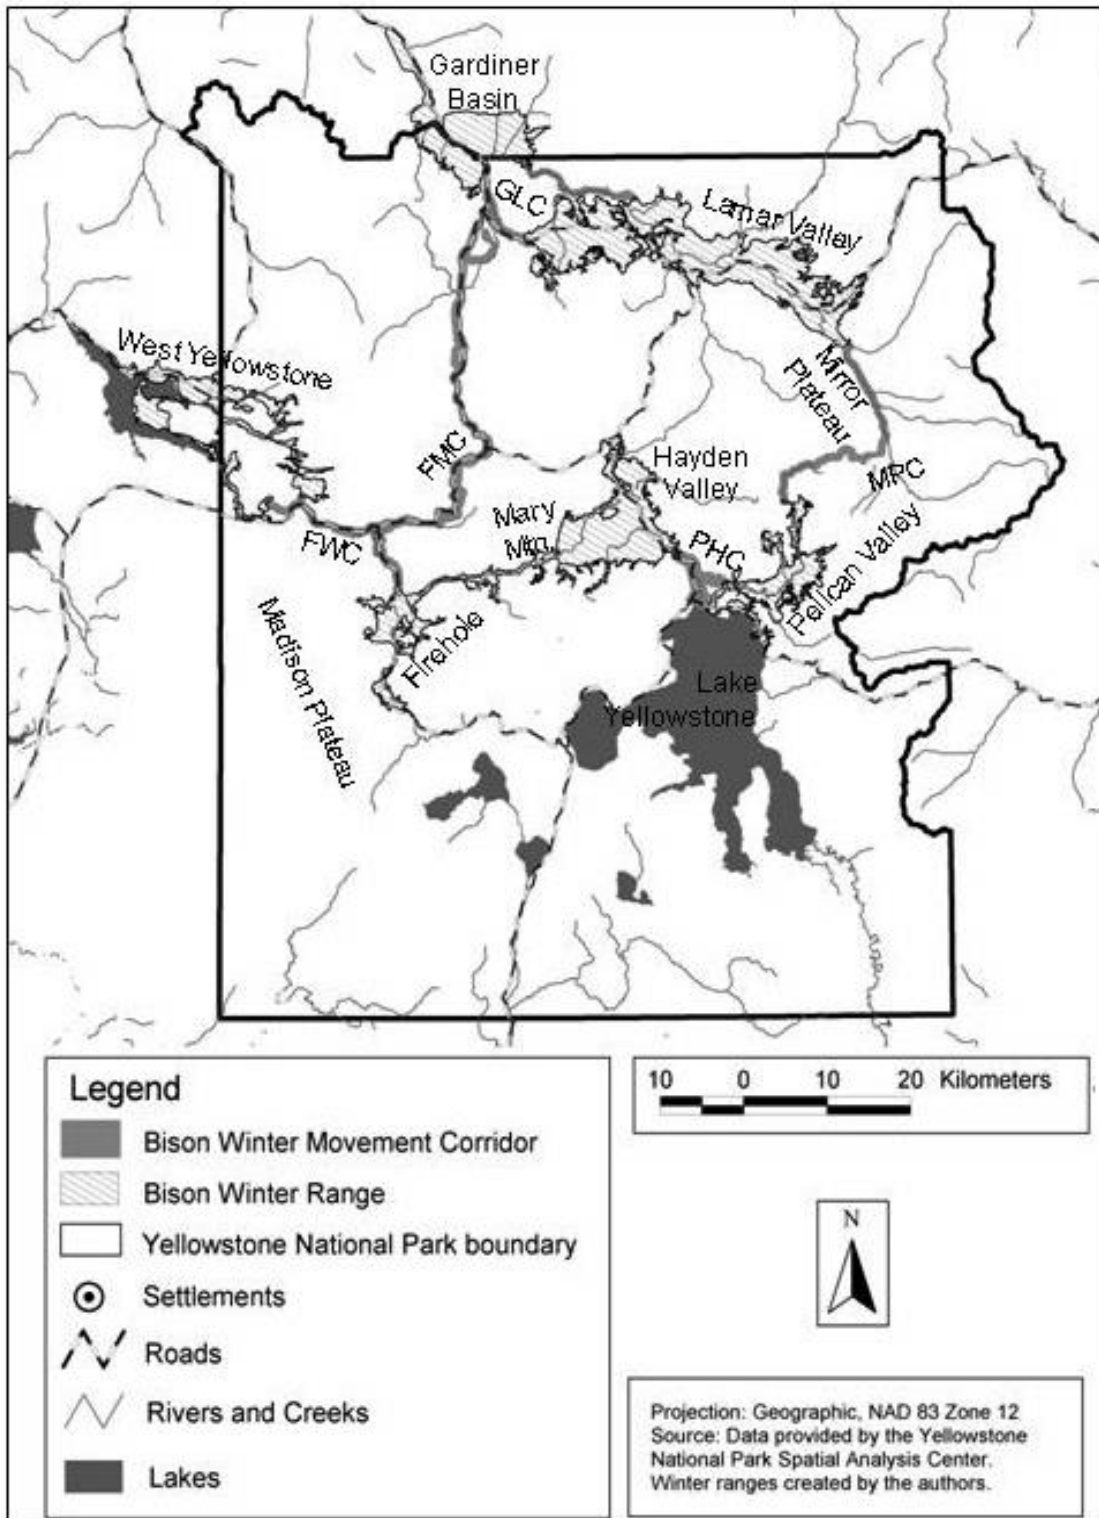 Gardiner
Basin
GLC
Lamar Valley
West Yellowstone
Mirror
Plateau
FMC
Hayden
Valley
MPC
Mary
Mtn.
FWC
PHC
Pelican Valley
Firehole
Madison Plateau
Lake
Yellowstone
Legend
Bison Winter Movement Corridor
Bison Winter Range
Yellowstone National Park boundary
Settlements
Roads
Rivers and Creeks
Lakes
10 0 10 20 Kilometers
N
Projection: Geographic, NAD 83 Zone 12
Source: Data provided by the Yellowstone
National Park Spatial Analysis Center.
Winter ranges created by the authors.